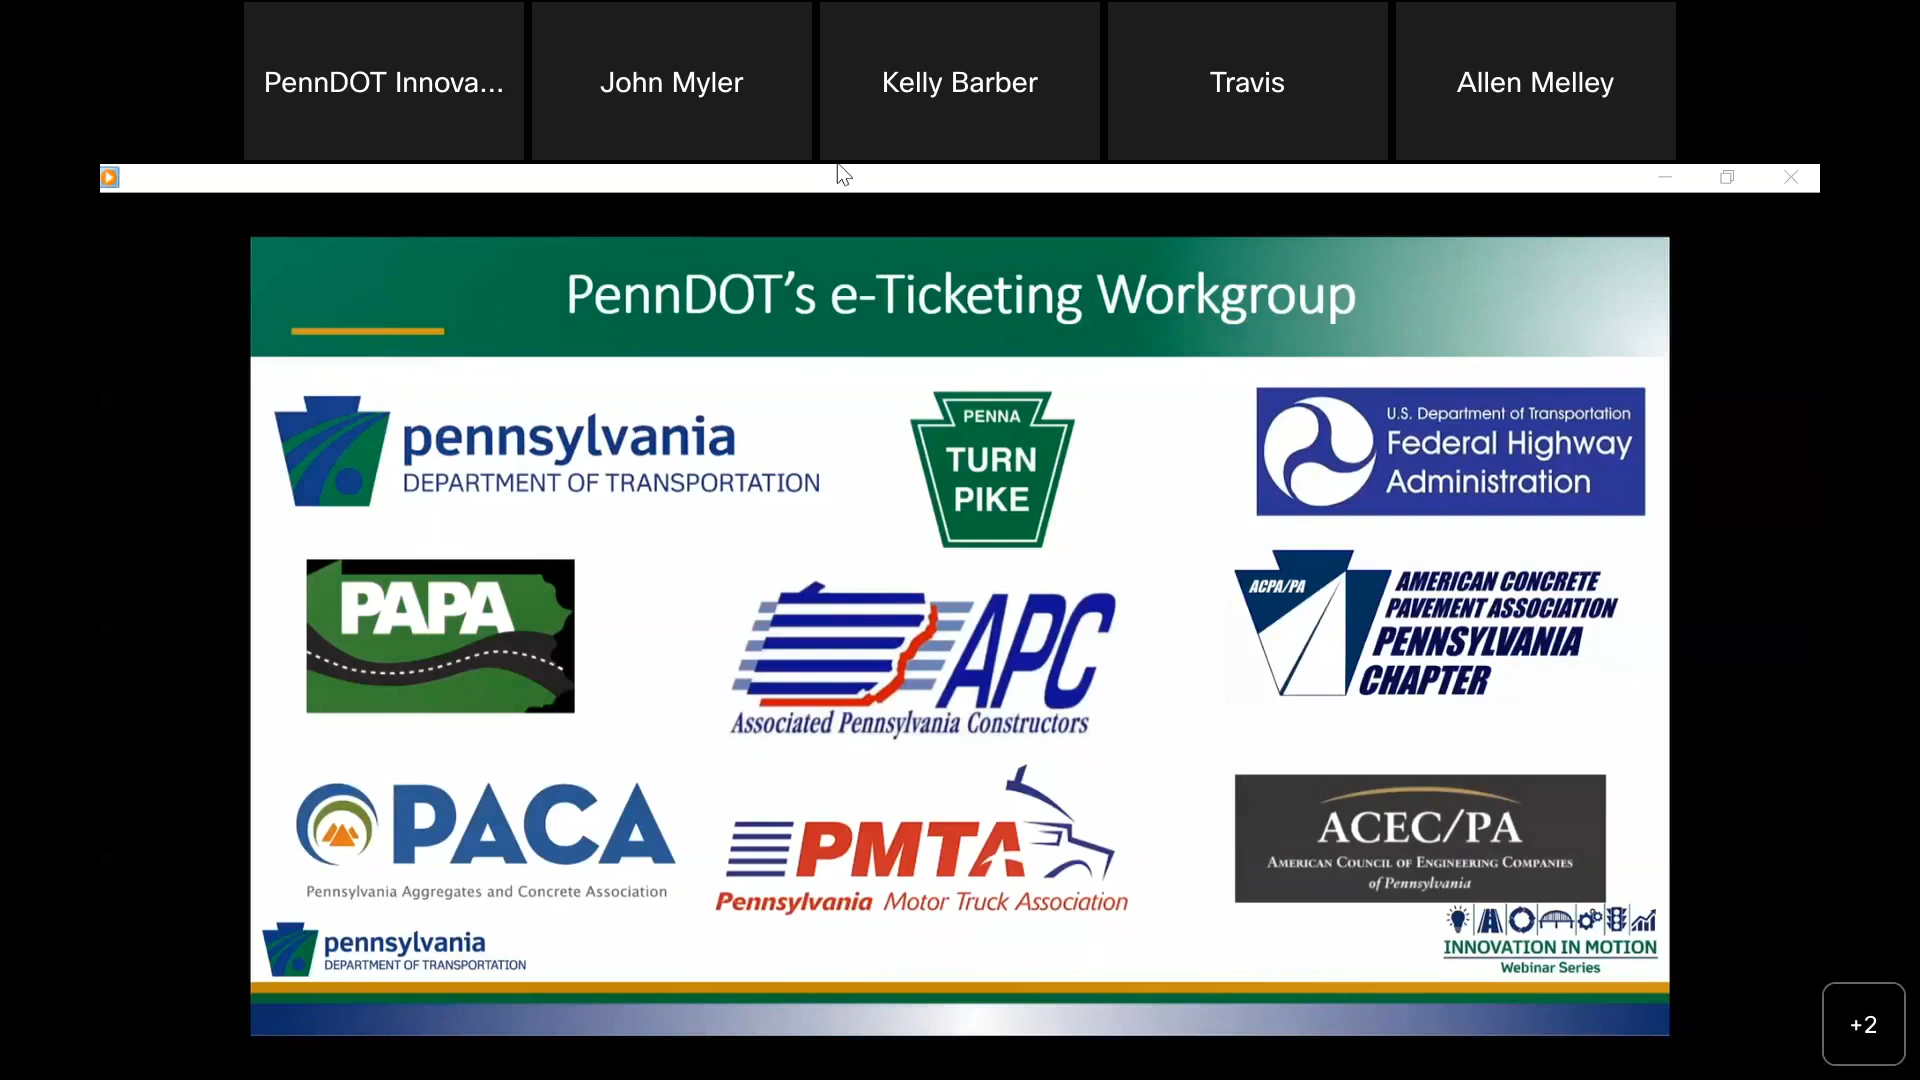 PennDOT Innova...
John Myler
Kelly Barber
Travis
Allen Melley
PennDOT's e-Ticketing Workgroup
pennsylvania
DEPARTMENT OF TRANSPORTATION
PENNA
TURN
PIKE
U.S. Department of Transportation
Federal Highway
Administration
PAPA
APC
Associated Pennsylvania Constructors
ACPA/PA
AMERICAN CONCRETE
PAVEMENT ASSOCIATION
PENNSYLVANIA
CHAPTER
PACA
Pennsylvania Aggregates and Concrete Association
PMTA
Pennsylvania Motor Truck Association
ACEC/PA
AMERICAN COUNCIL OF ENGINEERING COMPANIES
of Pennsylvania
pennsylvania
DEPARTMENT OF TRANSPORTATION
INNOVATION IN MOTION
Webinar Series
+2